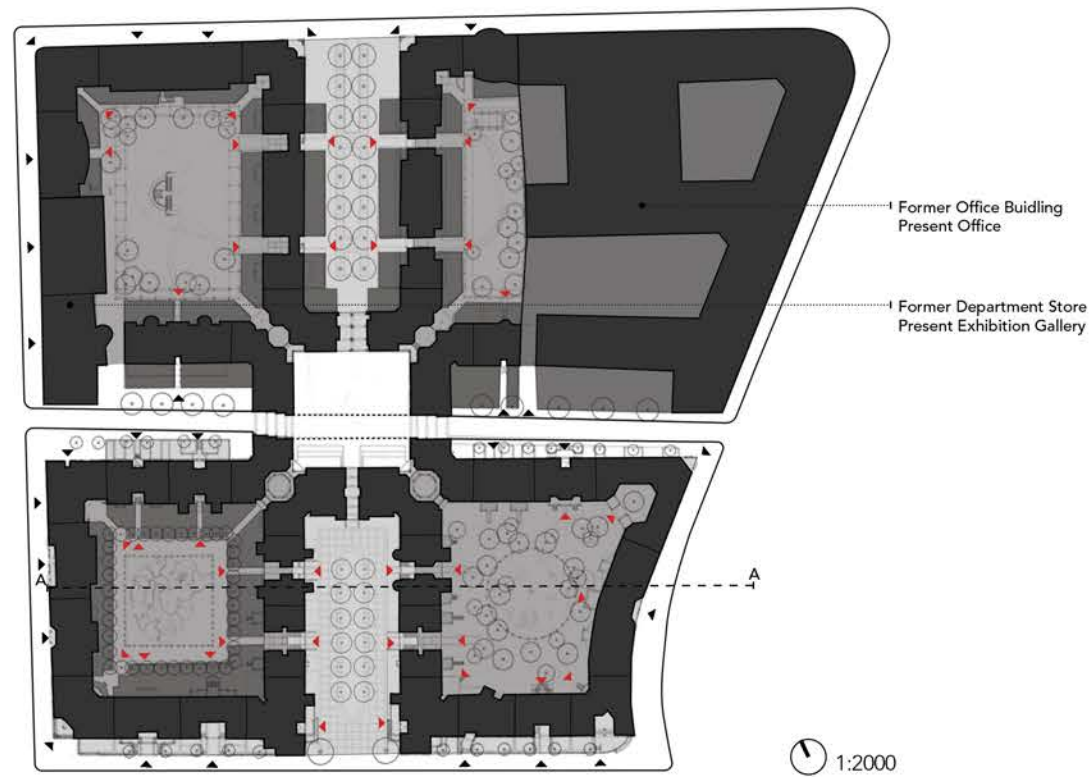 Former Office Buidling
Present Office
Former Department Store
Present Exhibition Gallery
A
A
1:2000